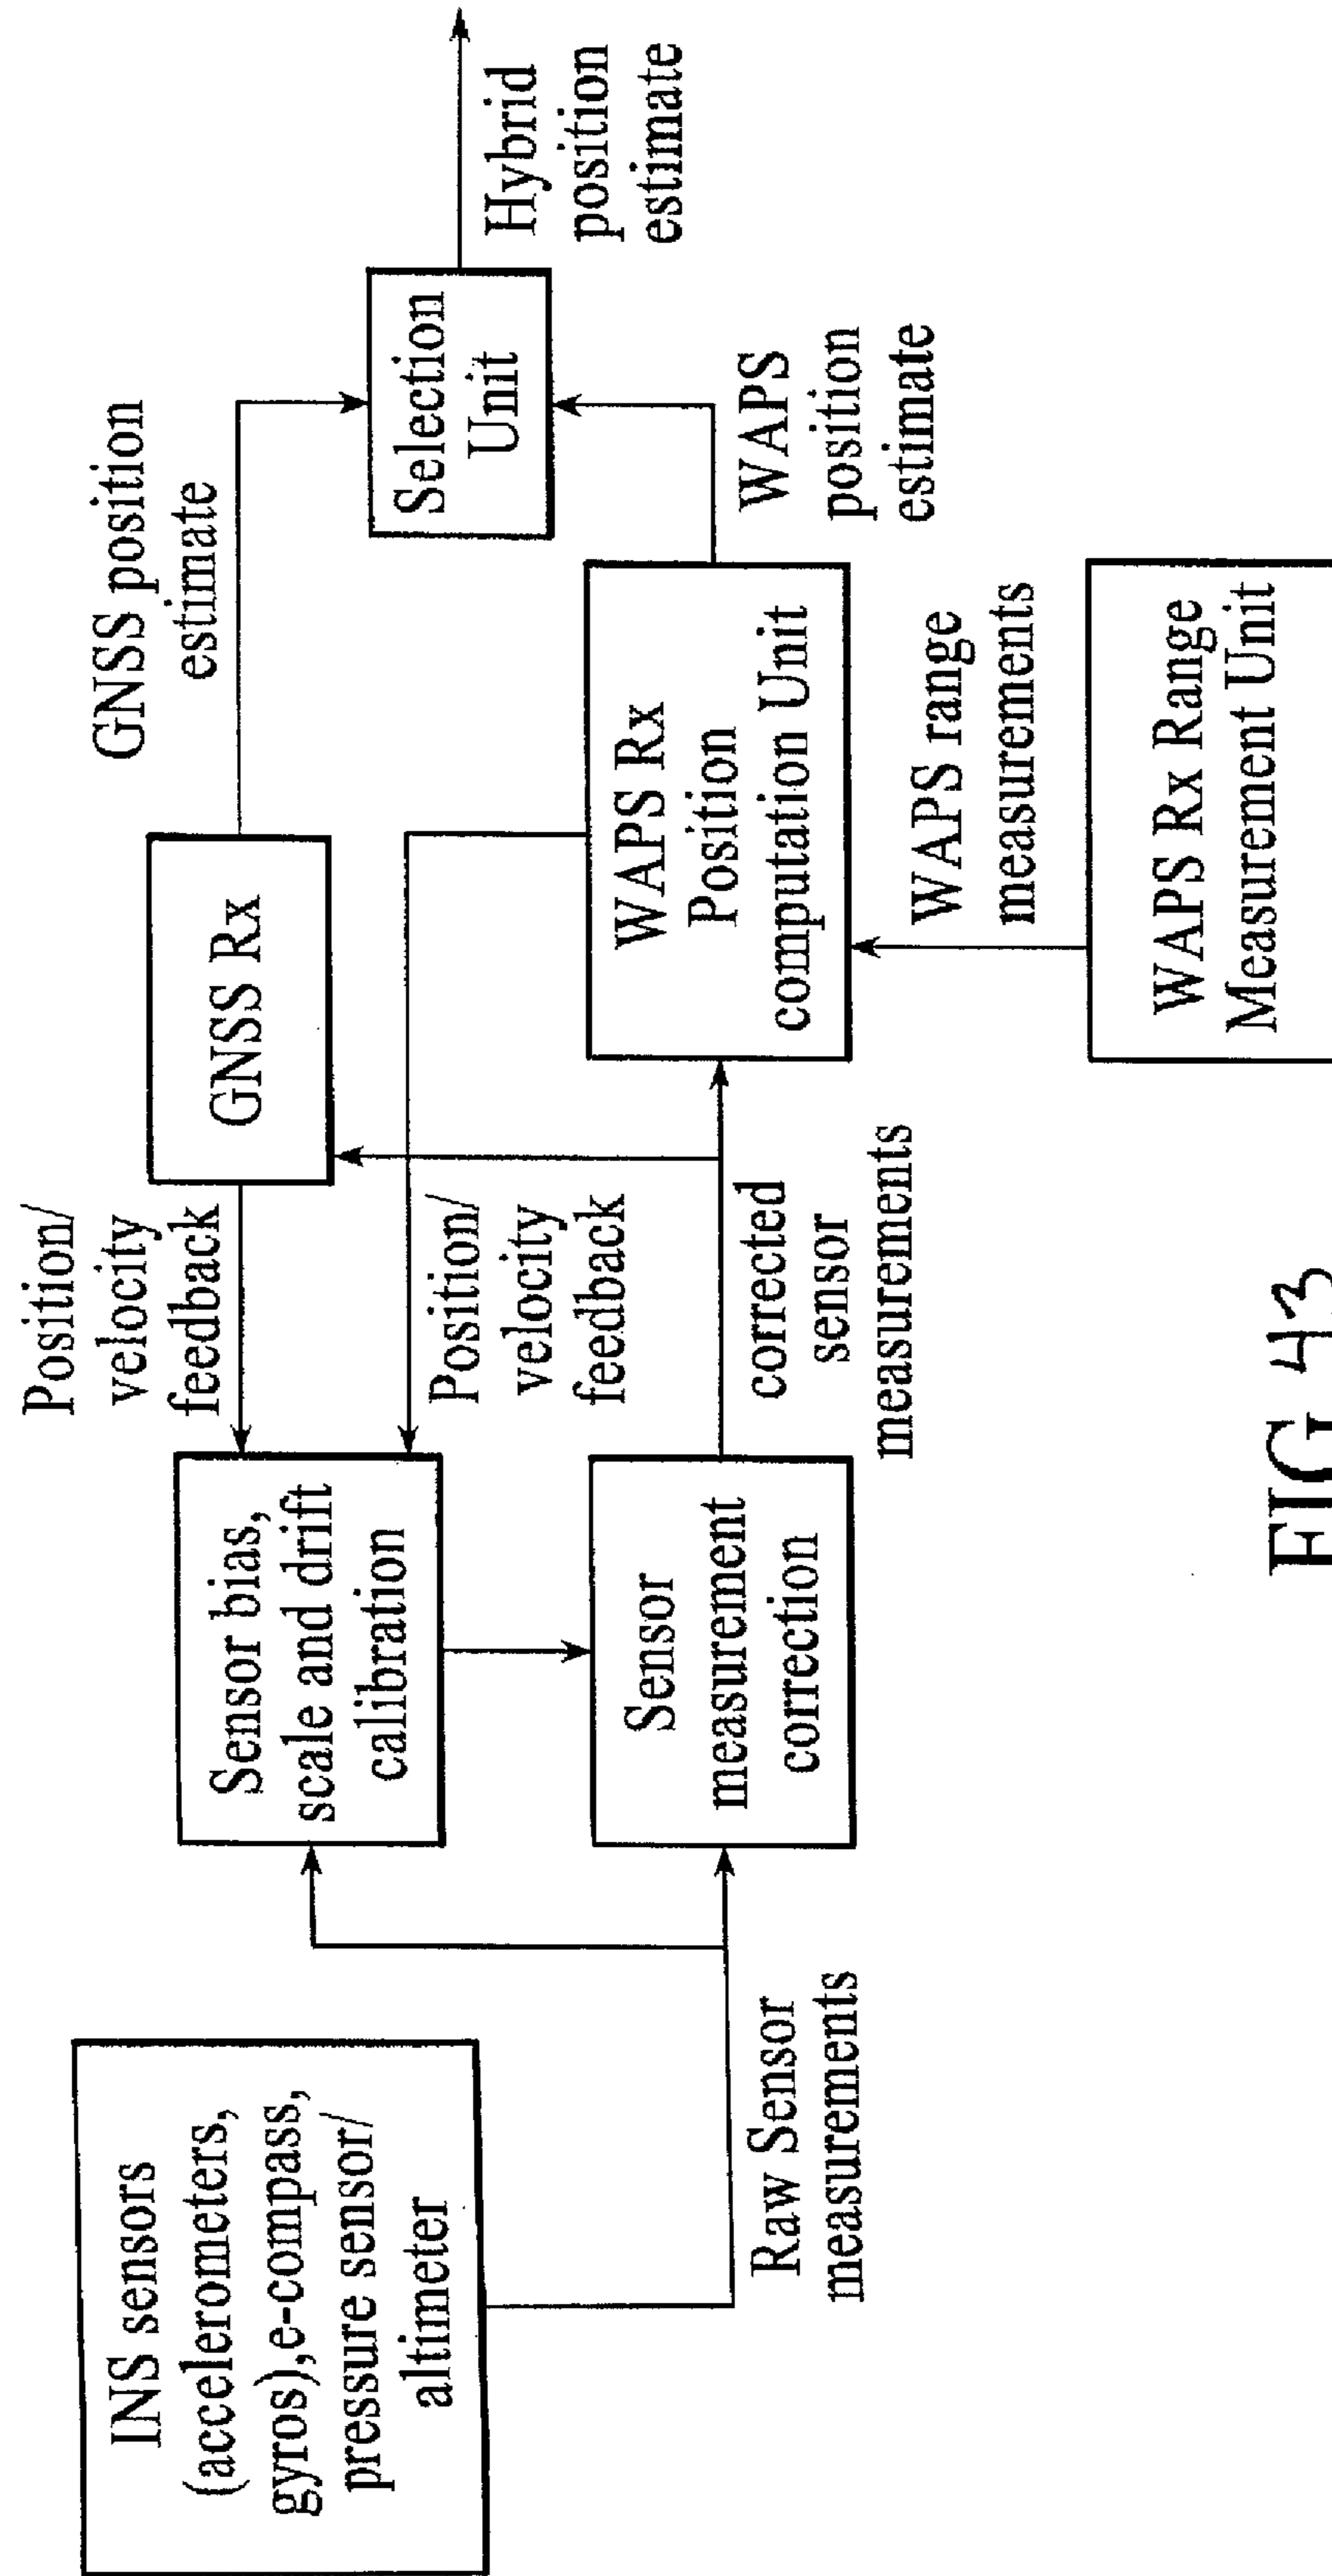 INS sensors
(accelerometers,
gyros),e-compass,
pressure sensor/
altimeter
Raw Sensor
measurements
Sensor bias,
scale and drift
calibration
Sensor
measurement
correction
Position/
velocity
feedback
Position/
velocity
feedback
corrected
sensor
measurements
GNSS Rx
WAPS Rx
Position
computation Unit
WAPS range
measurements
WAPS Rx Range
Measurement Unit
GNSS position
estimate
Selection
Unit
WAPS
position
estimate
Hybrid
position
estimate
FIG 43